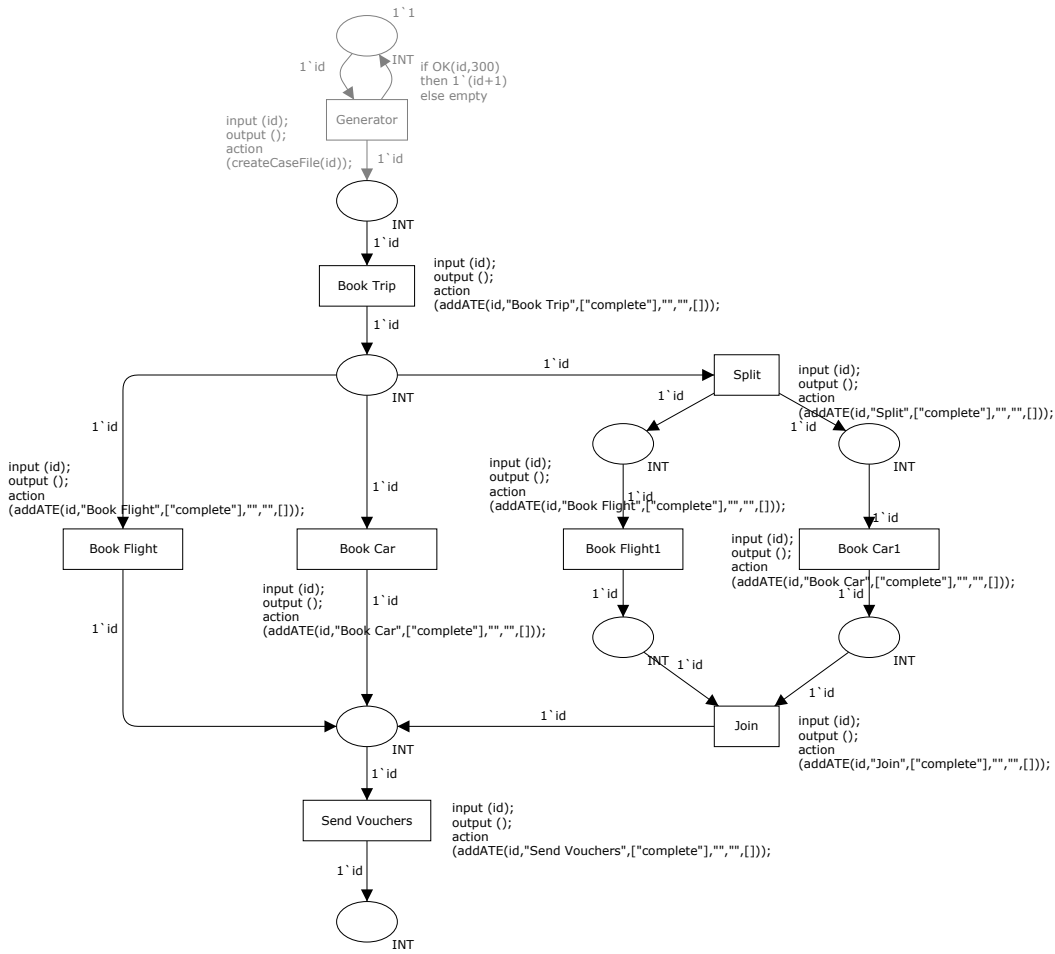 1`1
INT
1`id
if OK(id,300)
then 1`(id+1)
else empty
Generator
input (id);
output ();
action
(createCaseFile(id));
1`id
INT
1`id
Book Trip
input (id);
output ();
action
(addATE(id,"Book Trip",["complete"],"","",[]));
1`id
INT
1`id
Split
input (id);
output ();
action
(addATE(id,"Split",["complete"],"","",[]));
1`id
1`id
INT
INT
1`id
input (id);
output ();
action
(addATE(id,"Book Flight",["complete"],"","",[]));
Book Flight
1`id
Book Car
input (id);
output ();
action
(addATE(id,"Book Car",["complete"],"","",[]));
input (id);
output ();
action
(addATE(id,"Book Flight",["complete"],"","",[]));
1`id
Book Flight1
1`id
input (id);
output ();
action
(addATE(id,"Book Car",["complete"],"","",[]));
Book Car1
1`id
1`id
1`id
1`id
INT
INT
1`id
1`id
Join
input (id);
output ();
action
(addATE(id,"Join",["complete"],"","",[]));
1`id
INT
1`id
Send Vouchers
input (id);
output ();
action
(addATE(id,"Send Vouchers",["complete"],"","",[]));
1`id
INT